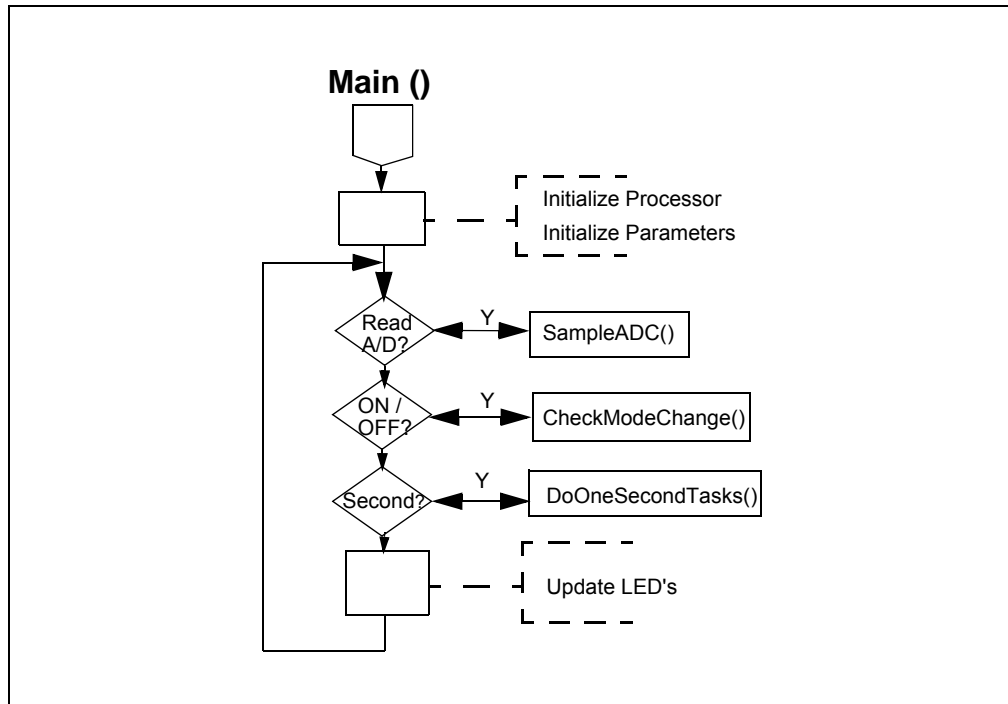 Main ()
Initialize Processor
Initialize Parameters
Read
A/D?
Y
SampleADC()
ON /
OFF?
Y
CheckModeChange()
Second?
Y
DoOneSecondTasks()
Update LED's